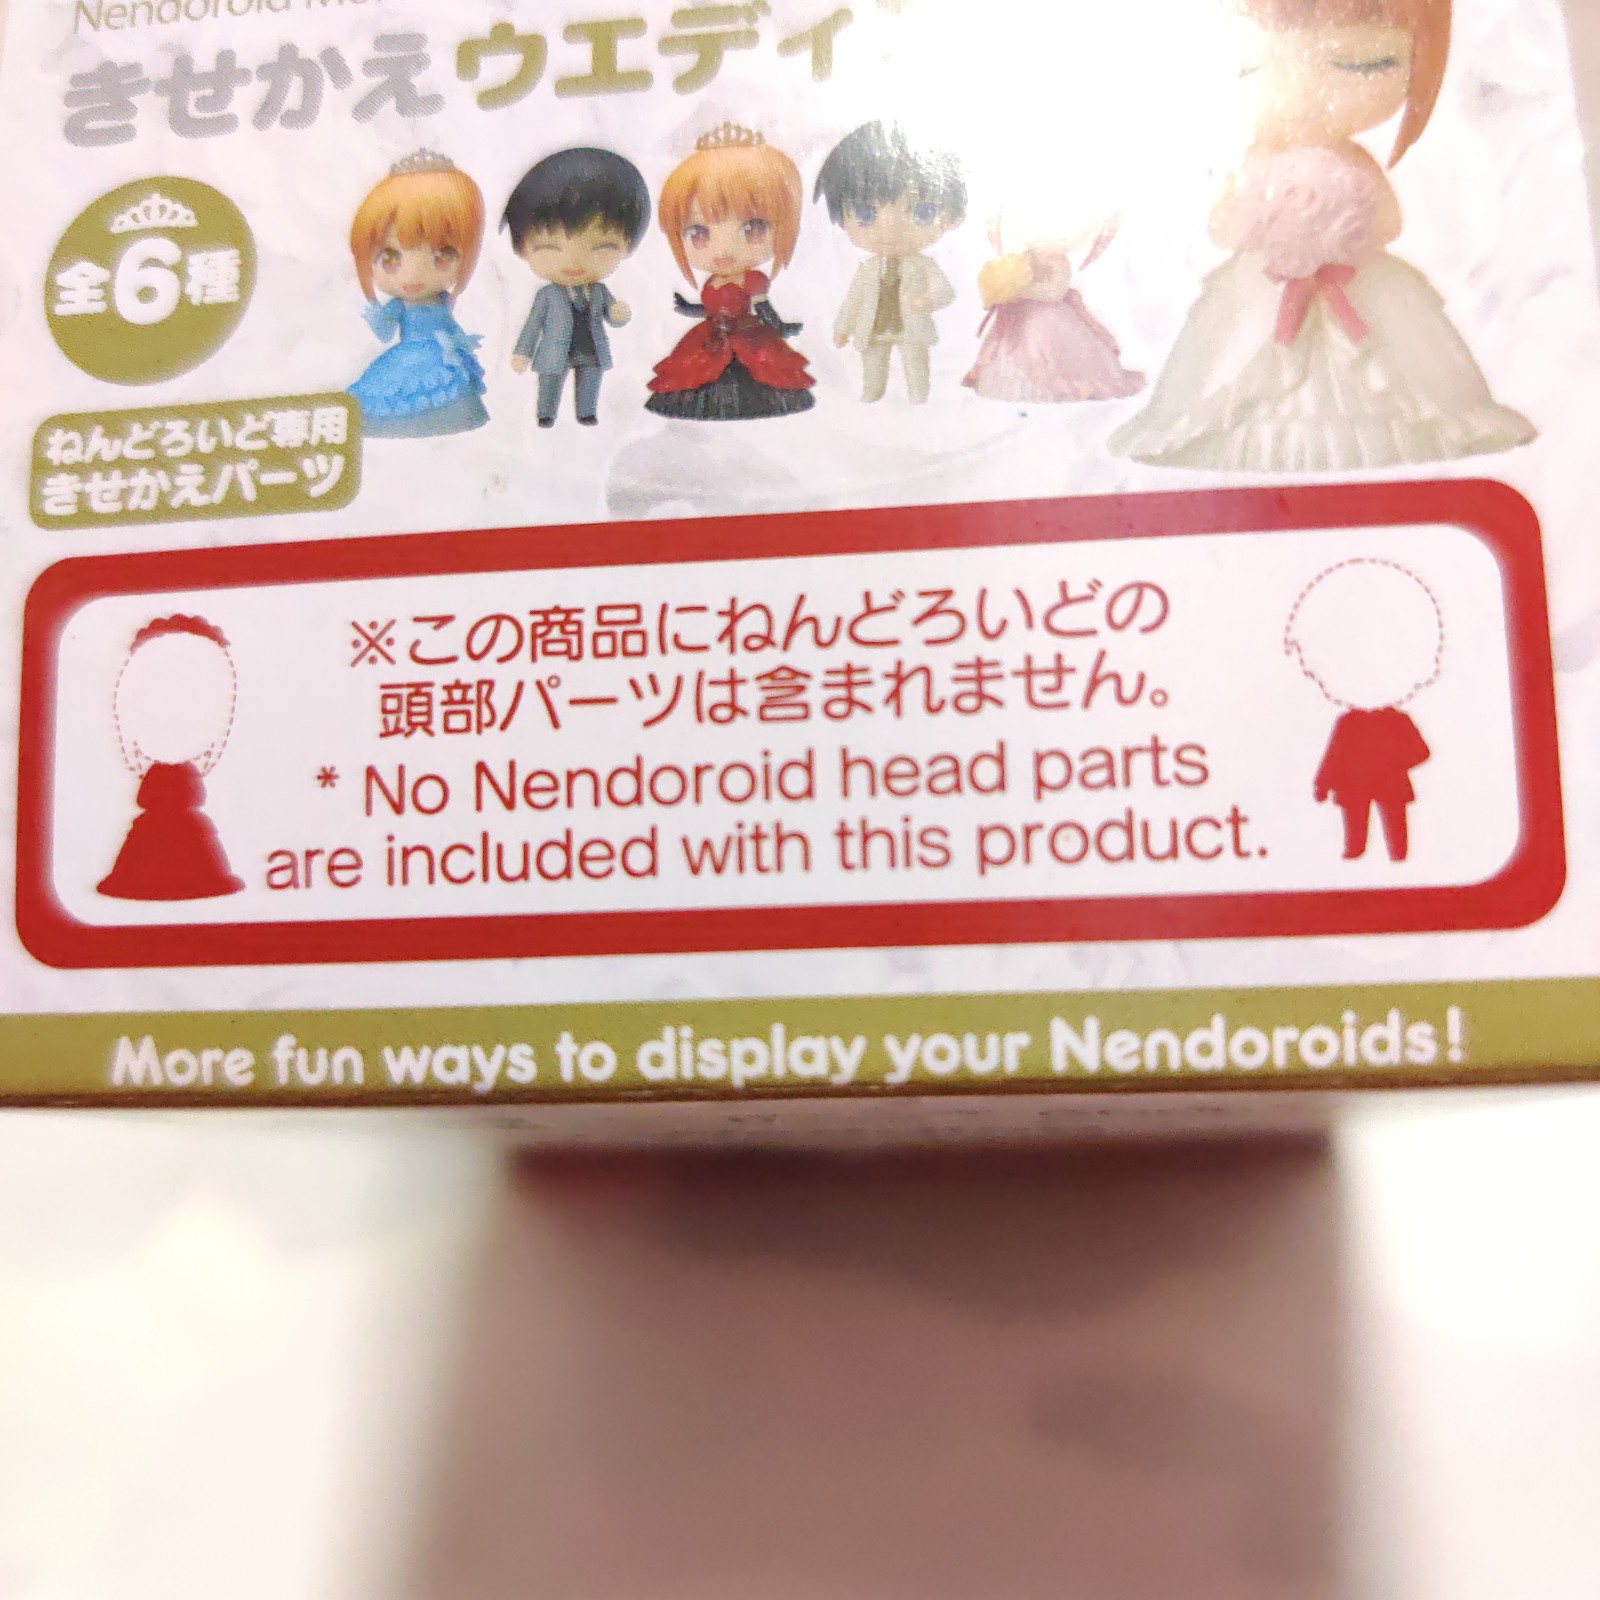 Nendoroid
きせかえウエディ
全6種
ねんどろいど専用
きせかえパーツ
※この商品にねんどろいどの
頭部パーツは含まれません。
* No Nendoroid head parts
are included with this product.
More fun ways to display your Nendoroids!